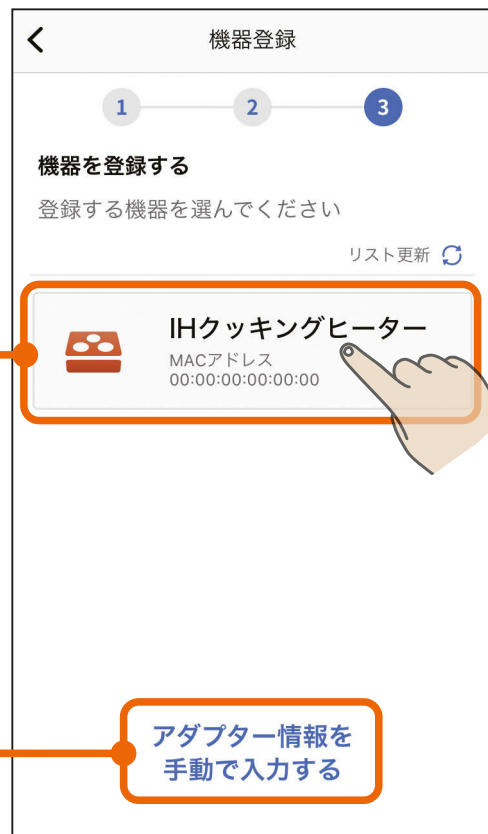 機器登録
1 2 3
機器を登録する
登録する機器を選んでください
リスト更新
IHクッキングヒーター
MACアドレス
00:00:00:00:00:00
アダプター情報を
手動で入力する